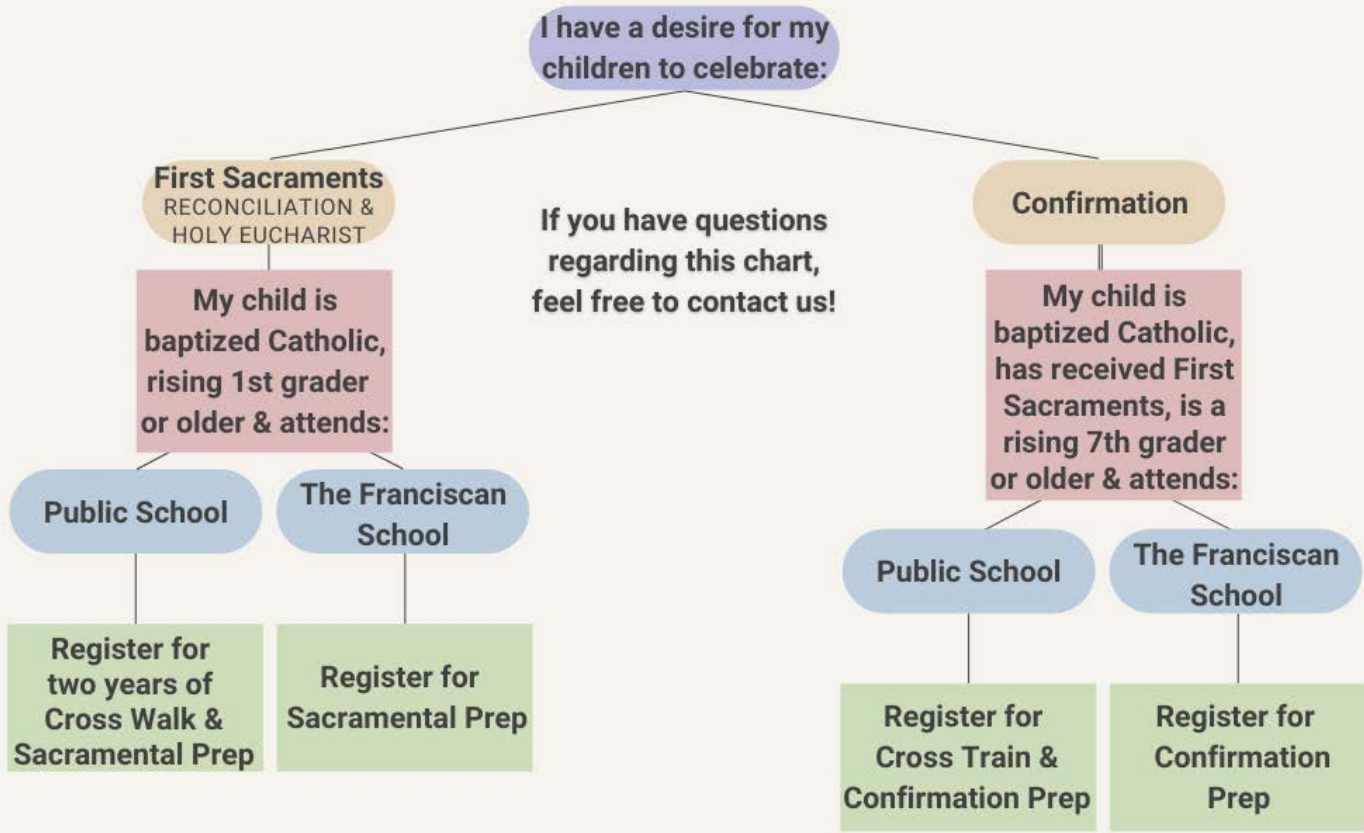 I have a desire for my
children to celebrate:
First Sacraments
RECONCILIATION &
HOLY EUCHARIST
My child is
baptized Catholic,
rising 1st grader
or older & attends:
Public School
The Franciscan
School
Register for
two years of
Cross Walk &
Sacramental Prep
Register for
Sacramental Prep
If you have questions
regarding this chart,
feel free to contact us!
Confirmation
My child is
baptized Catholic,
has received First
Sacraments, is a
rising 7th grader
or older & attends:
Public School
The Franciscan
School
Register for
Cross Train &
Confirmation Prep
Register for
Confirmation
Prep